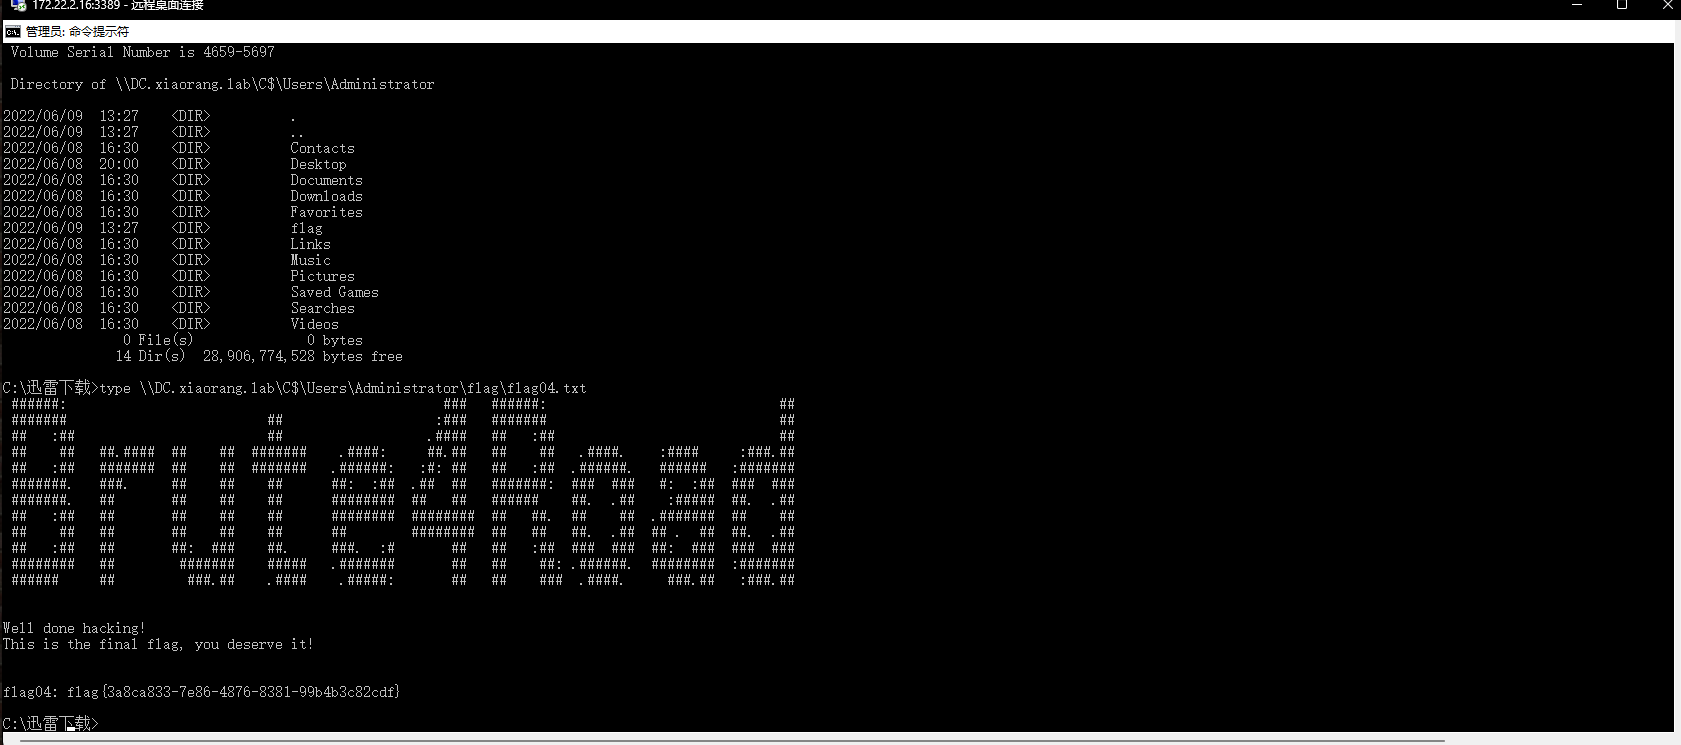 172.22.2.16:3389 - 远程桌面连接
管理员: 命令提示符
 Volume Serial Number is 4659-5697
 Directory of \\DC.xiaorang.lab\C$\Users\Administrator
2022/06/09  13:27    <DIR>          .
2022/06/09  13:27    <DIR>          ..
2022/06/08  16:30    <DIR>          Contacts
2022/06/08  20:00    <DIR>          Desktop
2022/06/08  16:30    <DIR>          Documents
2022/06/08  16:30    <DIR>          Downloads
2022/06/08  16:30    <DIR>          Favorites
2022/06/09  13:27    <DIR>          flag
2022/06/08  16:30    <DIR>          Links
2022/06/08  16:30    <DIR>          Music
2022/06/08  16:30    <DIR>          Pictures
2022/06/08  16:30    <DIR>          Saved Games
2022/06/08  16:30    <DIR>          Searches
2022/06/08  16:30    <DIR>          Videos
               0 File(s)              0 bytes
              14 Dir(s)  28,906,774,528 bytes free
C:\迅雷下载>type \\DC.xiaorang.lab\C$\Users\Administrator\flag\flag04.txt
Brute4Road
Well done hacking!
This is the final flag, you deserve it!
flag04: flag{3a8ca833-7e86-4876-8381-99b4b3c82cdf}
C:\迅雷下载>